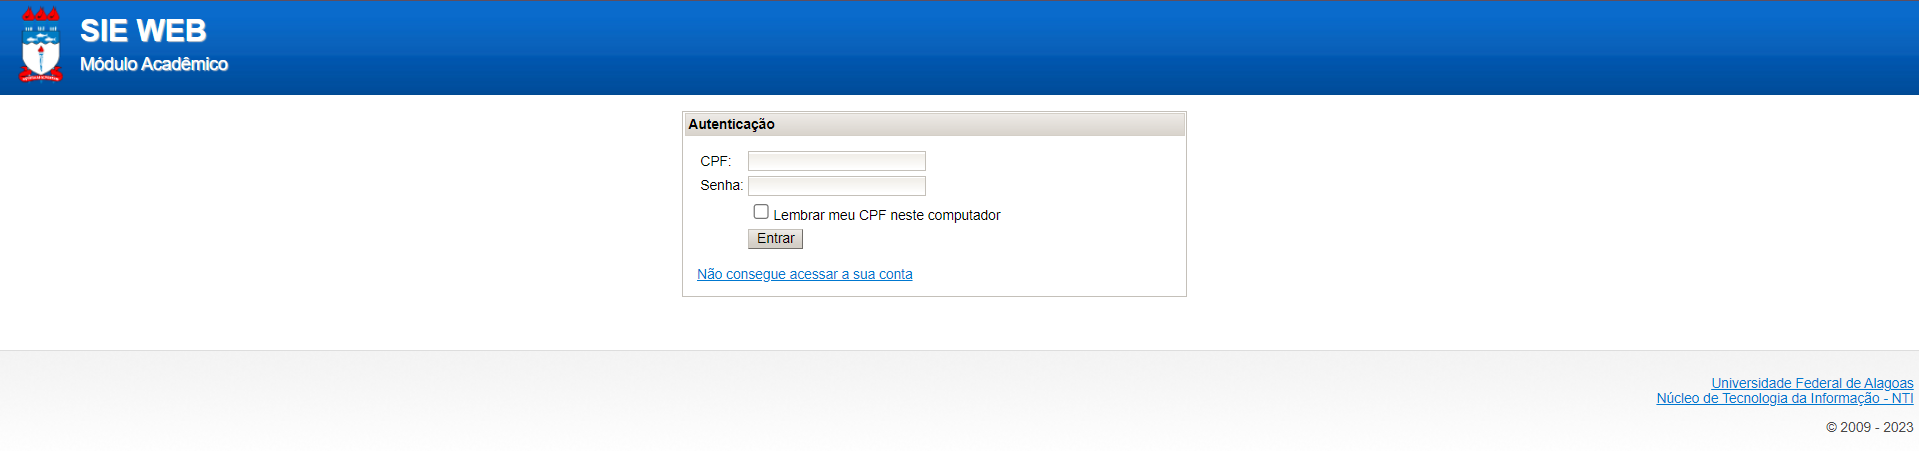 SIE WEB
Módulo Acadêmico
Autenticação
CPF:
Senha:
Lembrar meu CPF neste computador
Entrar
Não consegue acessar a sua conta
Universidade Federal de Alagoas
Núcleo de Tecnologia da Informação - NTI
© 2009 - 2023